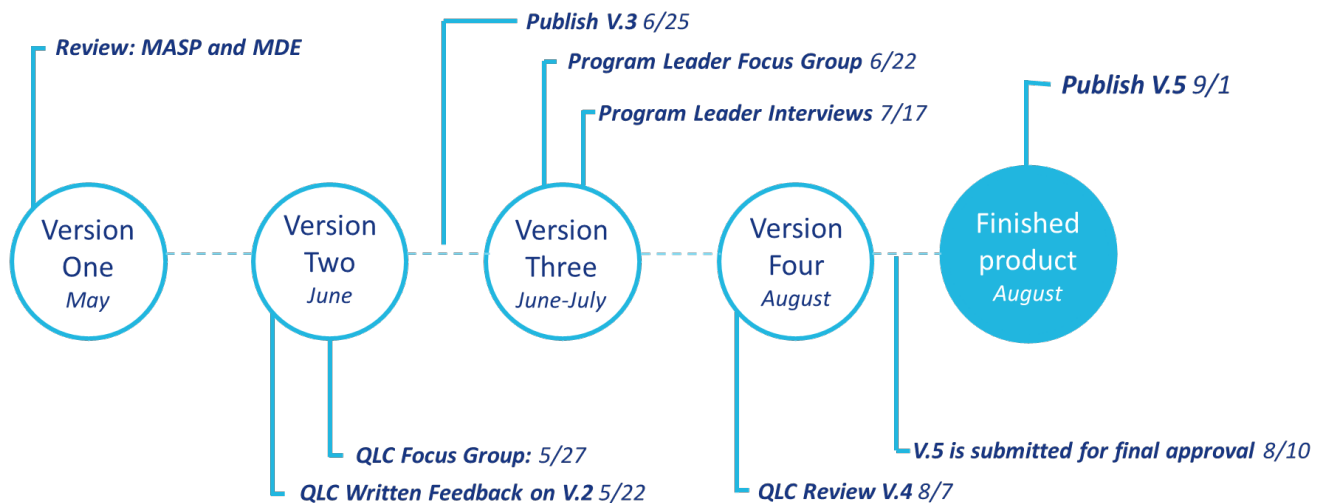 Publish V.3 6/25
Review: MASP and MDE
Program Leader Focus Group 6/22
Publish V.5 9/1
Program Leader Interviews 7/17
Version
One
May
Version
Two
June
Version
Three
June-July
Version
Four
August
Finished
product
August
QLC Focus Group: 5/27
V.5 is submitted for final approval 8/10
QLC Written Feedback on V.2 5/22
QLC Review V.4 8/7